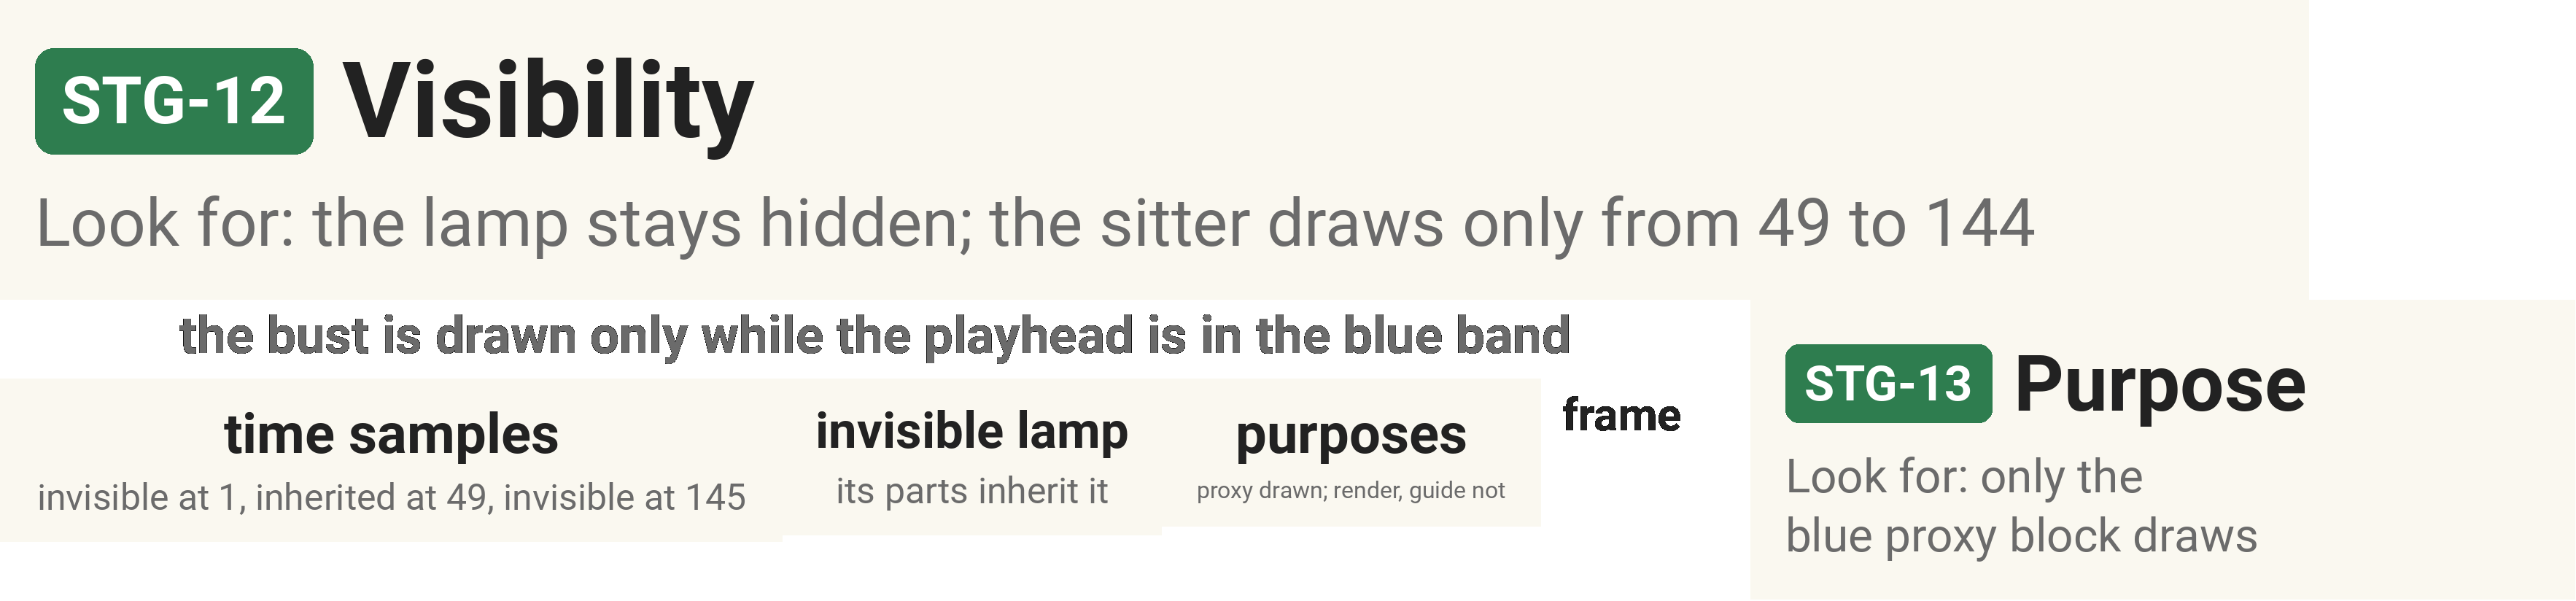 STG-12 Visibility
Look for: the lamp stays hidden; the sitter draws only from 49 to 144
the bust is drawn only while the playhead is in the blue band
time samples
invisible at 1, inherited at 49, invisible at 145
invisible lamp
its parts inherit it
purposes
proxy drawn; render, guide not
frame
STG-13 Purpose
Look for: only the
blue proxy block draws